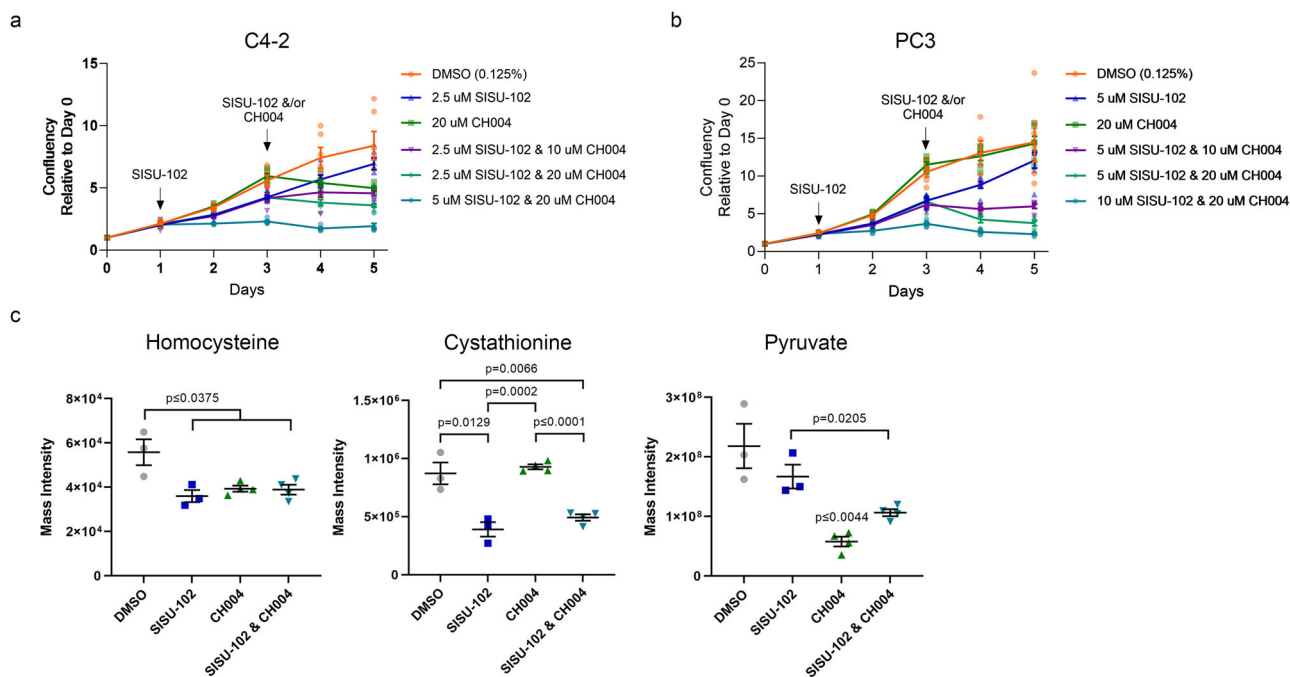 a
C4-2
Confluency
Relative to Day 0
15
10
5
0
0 1 2 3 4 5
Days
SISU-102
SISU-102 &/or
CH004
DMSO (0.125%)
2.5 uM SISU-102
20 uM CH004
2.5 uM SISU-102 & 10 uM CH004
2.5 uM SISU-102 & 20 uM CH004
5 uM SISU-102 & 20 uM CH004
b
PC3
Confluency
Relative to Day 0
25
20
15
10
5
0
0 1 2 3 4 5
Days
SISU-102
SISU-102 &/or
CH004
DMSO (0.125%)
5 uM SISU-102
20 uM CH004
5 uM SISU-102 & 10 uM CH004
5 uM SISU-102 & 20 uM CH004
10 uM SISU-102 & 20 uM CH004
c
Homocysteine
Mass Intensity
8×10⁴
6×10⁴
4×10⁴
2×10⁴
0
p≤0.0375
DMSO
SISU-102
CH004
SISU-102 & CH004
Cystathionine
Mass Intensity
1×10⁶
1×10⁶
5×10⁵
0
p=0.0066
p=0.0002
p=0.0129
p≤0.0001
DMSO
SISU-102
CH004
SISU-102 & CH004
Pyruvate
Mass Intensity
3×10⁸
2×10⁸
1×10⁸
0
p=0.0205
p≤0.0044
DMSO
SISU-102
CH004
SISU-102 & CH004